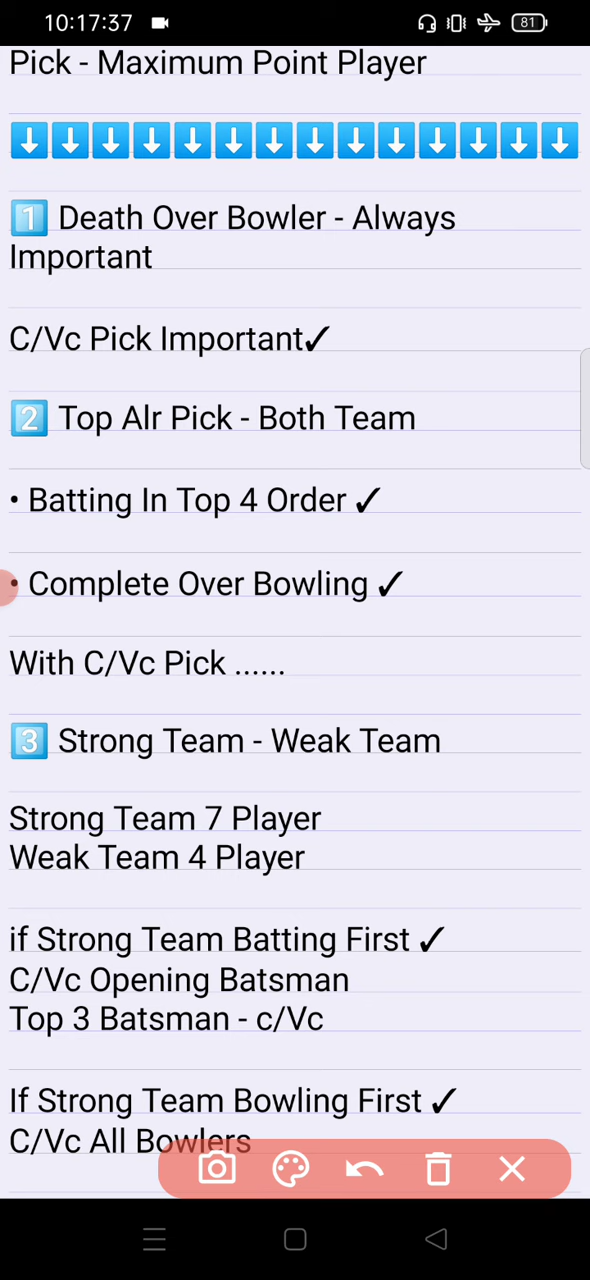 10:17:37
81
Pick - Maximum Point Player
⬇️⬇️⬇️⬇️⬇️⬇️⬇️⬇️⬇️⬇️⬇️⬇️⬇️⬇️
1️⃣ Death Over Bowler - Always
Important
C/Vc Pick Important✓
2️⃣ Top Alr Pick - Both Team
• Batting In Top 4 Order ✓
• Complete Over Bowling ✓
With C/Vc Pick ......
3️⃣ Strong Team - Weak Team
Strong Team 7 Player
Weak Team 4 Player
if Strong Team Batting First ✓
C/Vc Opening Batsman
Top 3 Batsman - c/Vc
If Strong Team Bowling First ✓
C/Vc All Bowlers